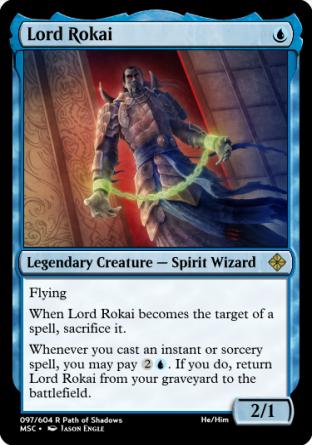 Lord Rokai
Legendary Creature — Spirit Wizard
Flying
When Lord Rokai becomes the target of a
spell, sacrifice it.
Whenever you cast an instant or sorcery
spell, you may pay 2. If you do, return
Lord Rokai from your graveyard to the
battlefield.
2/1
097/604 R Path of Shadows
He/Him
MSC • Jason Engle